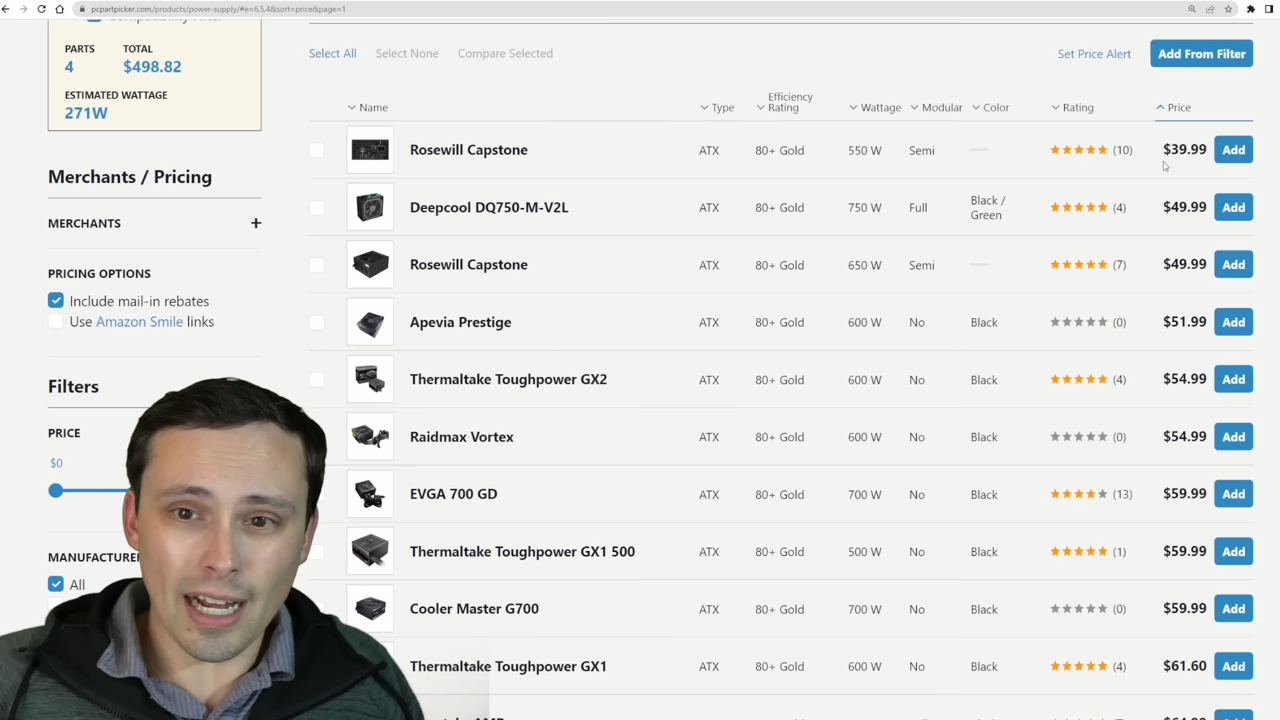 pcpartpicker.com/products/power-supply/#e=6,5,4&sort=price&page=1
Compatibility Filter
PARTS TOTAL
4 $498.82
ESTIMATED WATTAGE
271W
Merchants / Pricing
MERCHANTS +
PRICING OPTIONS
Include mail-in rebates
Use Amazon Smile links
Filters
PRICE
$0
MANUFACTURER
All
Select All Select None Compare Selected Set Price Alert Add From Filter
Name Type Efficiency Rating Wattage Modular Color Rating Price
Rosewill Capstone ATX 80+ Gold 550 W Semi (10) $39.99 Add
Deepcool DQ750-M-V2L ATX 80+ Gold 750 W Full Black / Green (4) $49.99 Add
Rosewill Capstone ATX 80+ Gold 650 W Semi (7) $49.99 Add
Apevia Prestige ATX 80+ Gold 600 W No Black (0) $51.99 Add
Thermaltake Toughpower GX2 ATX 80+ Gold 600 W No Black (4) $54.99 Add
Raidmax Vortex ATX 80+ Gold 600 W No Black (0) $54.99 Add
EVGA 700 GD ATX 80+ Gold 700 W No Black (13) $59.99 Add
Thermaltake Toughpower GX1 500 ATX 80+ Gold 500 W No Black (1) $59.99 Add
Cooler Master G700 ATX 80+ Gold 700 W No Black (0) $59.99 Add
Thermaltake Toughpower GX1 ATX 80+ Gold 600 W No Black (4) $61.60 Add